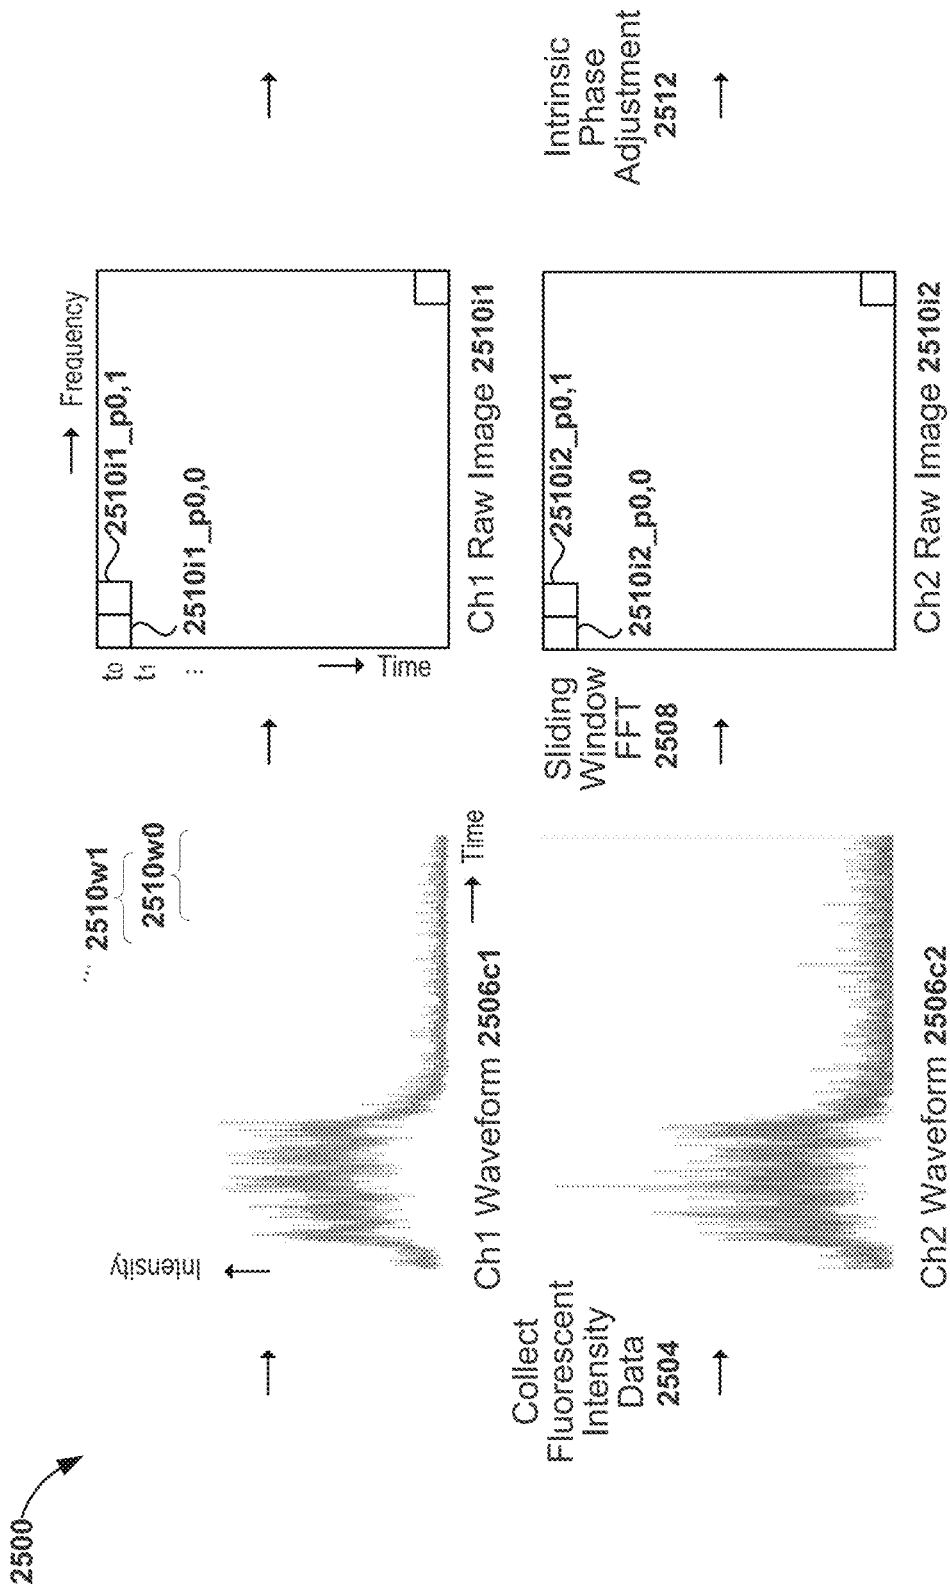 2500
Collect
Fluorescent
Intensity
Data
2504
Intensity
Ch1 Waveform 2506c1
Time
Ch2 Waveform 2506c2
... 2510w1
2510w0
Sliding
Window
FFT
2508
t0
t1
...
Time
Frequency
2510i1_p0,1
2510i1_p0,0
Ch1 Raw Image 2510i1
2510i2_p0,1
2510i2_p0,0
Ch2 Raw Image 2510i2
Intrinsic
Phase
Adjustment
2512